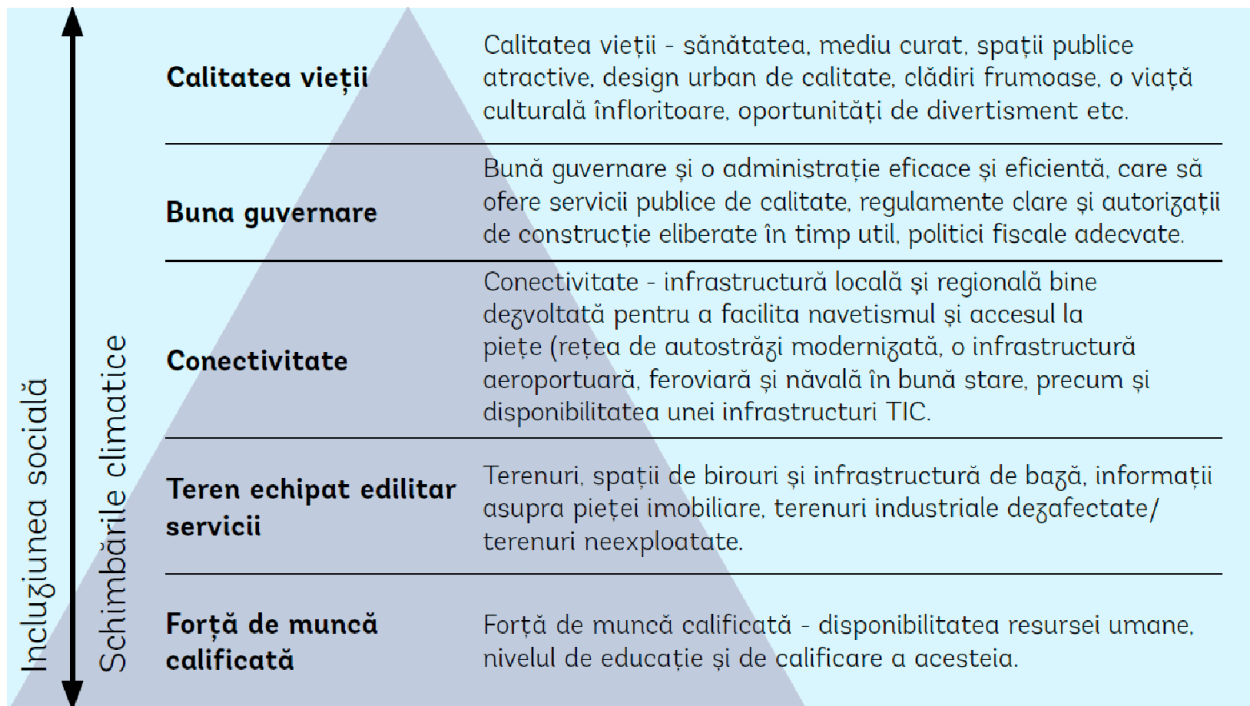 Incluziunea socială
Schimbările climatice
Calitatea vieții
Calitatea vieții - sănătatea, mediu curat, spații publice
atractive, design urban de calitate, clădiri frumoase, o viață
culturală înfloritoare, oportunități de divertisment etc.
Buna guvernare
Bună guvernare și o administrație eficace și eficientă, care să
ofere servicii publice de calitate, regulamente clare și autorizații
de construcție eliberate în timp util, politici fiscale adecvate.
Conectivitate
Conectivitate - infrastructură locală și regională bine
dezvoltată pentru a facilita navetismul și accesul la
piețe (rețea de autostrăzi modernizată, o infrastructură
aeroportuară, feroviară și năvală în bună stare, precum și
disponibilitatea unei infrastructuri TIC.
Teren echipat edilitar
servicii
Terenuri, spații de birouri și infrastructură de bază, informații
asupra pieței imobiliare, terenuri industriale dezafectate/
terenuri neexploatate.
Forță de muncă
calificată
Forță de muncă calificată - disponibilitatea resursei umane,
nivelul de educație și de calificare a acesteia.